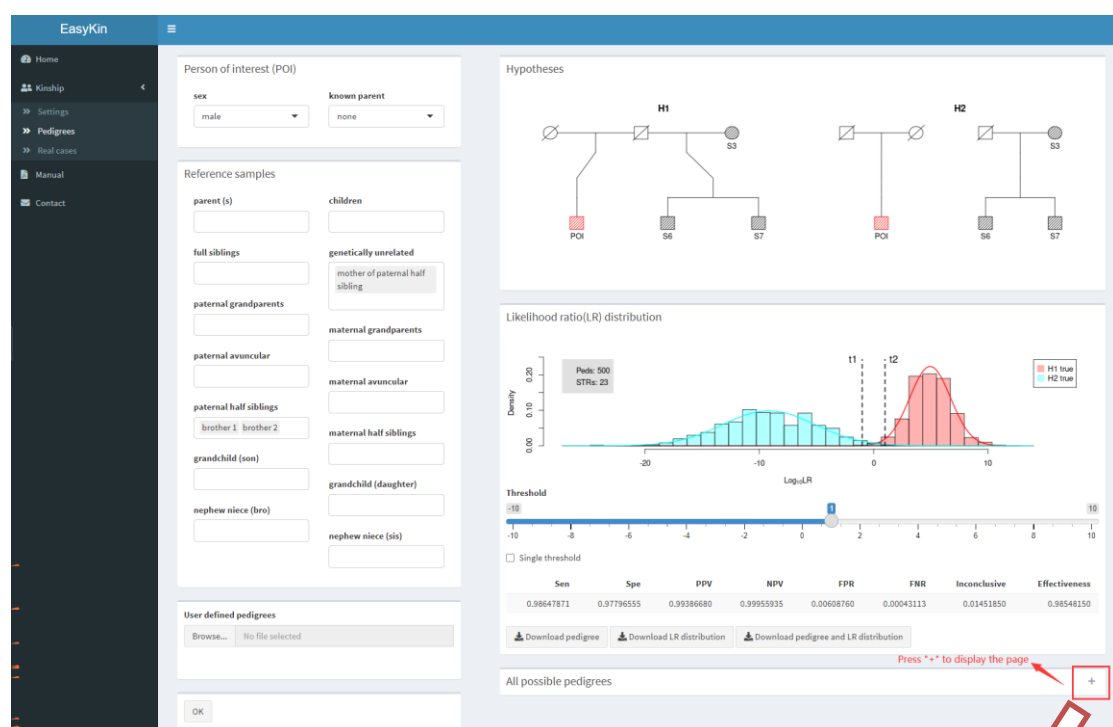 EasyKin
Home
Kinship
Settings
Pedigrees
Real cases
Manual
Contact
Person of interest (POI)
sex
known parent
male
none
Reference samples
parent (s)
children
full siblings
genetically unrelated
mother of paternal half
sibling
paternal grandparents
maternal grandparents
paternal avuncular
maternal avuncular
paternal half siblings
brother 1 brother 2
maternal half siblings
grandchild (son)
grandchild (daughter)
nephew niece (bro)
nephew niece (sis)
User defined pedigrees
Browse... No file selected
OK
Hypotheses
H1
H2
S3
S3
POI
S6
S7
POI
S6
S7
Likelihood ratio(LR) distribution
Peds: 500
STRs: 23
t1
t2
H1 true
H2 true
Density
0.00 0.10 0.20
-20 -10 0 10
Log₁₀LR
Threshold
-10 1 10
-10 -8 -6 -4 -2 0 2 4 6 8 10
Single threshold
Sen Spe PPV NPV FPR FNR Inconclusive Effectiveness
0.98647871 0.97796555 0.99386680 0.99955935 0.00608760 0.00043113 0.01451850 0.98548150
Download pedigree Download LR distribution Download pedigree and LR distribution
Press "+" to display the page
All possible pedigrees +